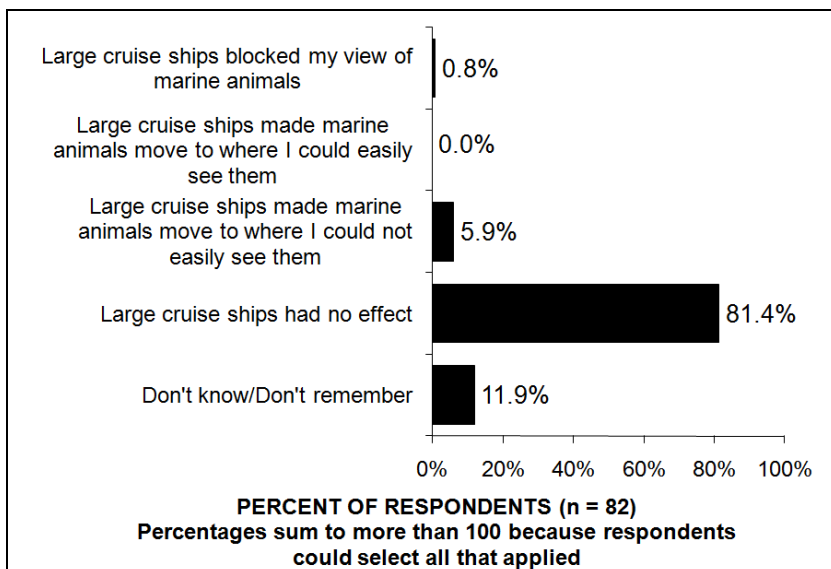 Large cruise ships blocked my view of
marine animals
0.8%
Large cruise ships made marine
animals move to where I could easily
see them
0.0%
Large cruise ships made marine
animals move to where I could not
easily see them
5.9%
Large cruise ships had no effect
81.4%
Don't know/Don't remember
11.9%
0% 20% 40% 60% 80% 100%
PERCENT OF RESPONDENTS (n = 82)
Percentages sum to more than 100 because respondents
could select all that applied